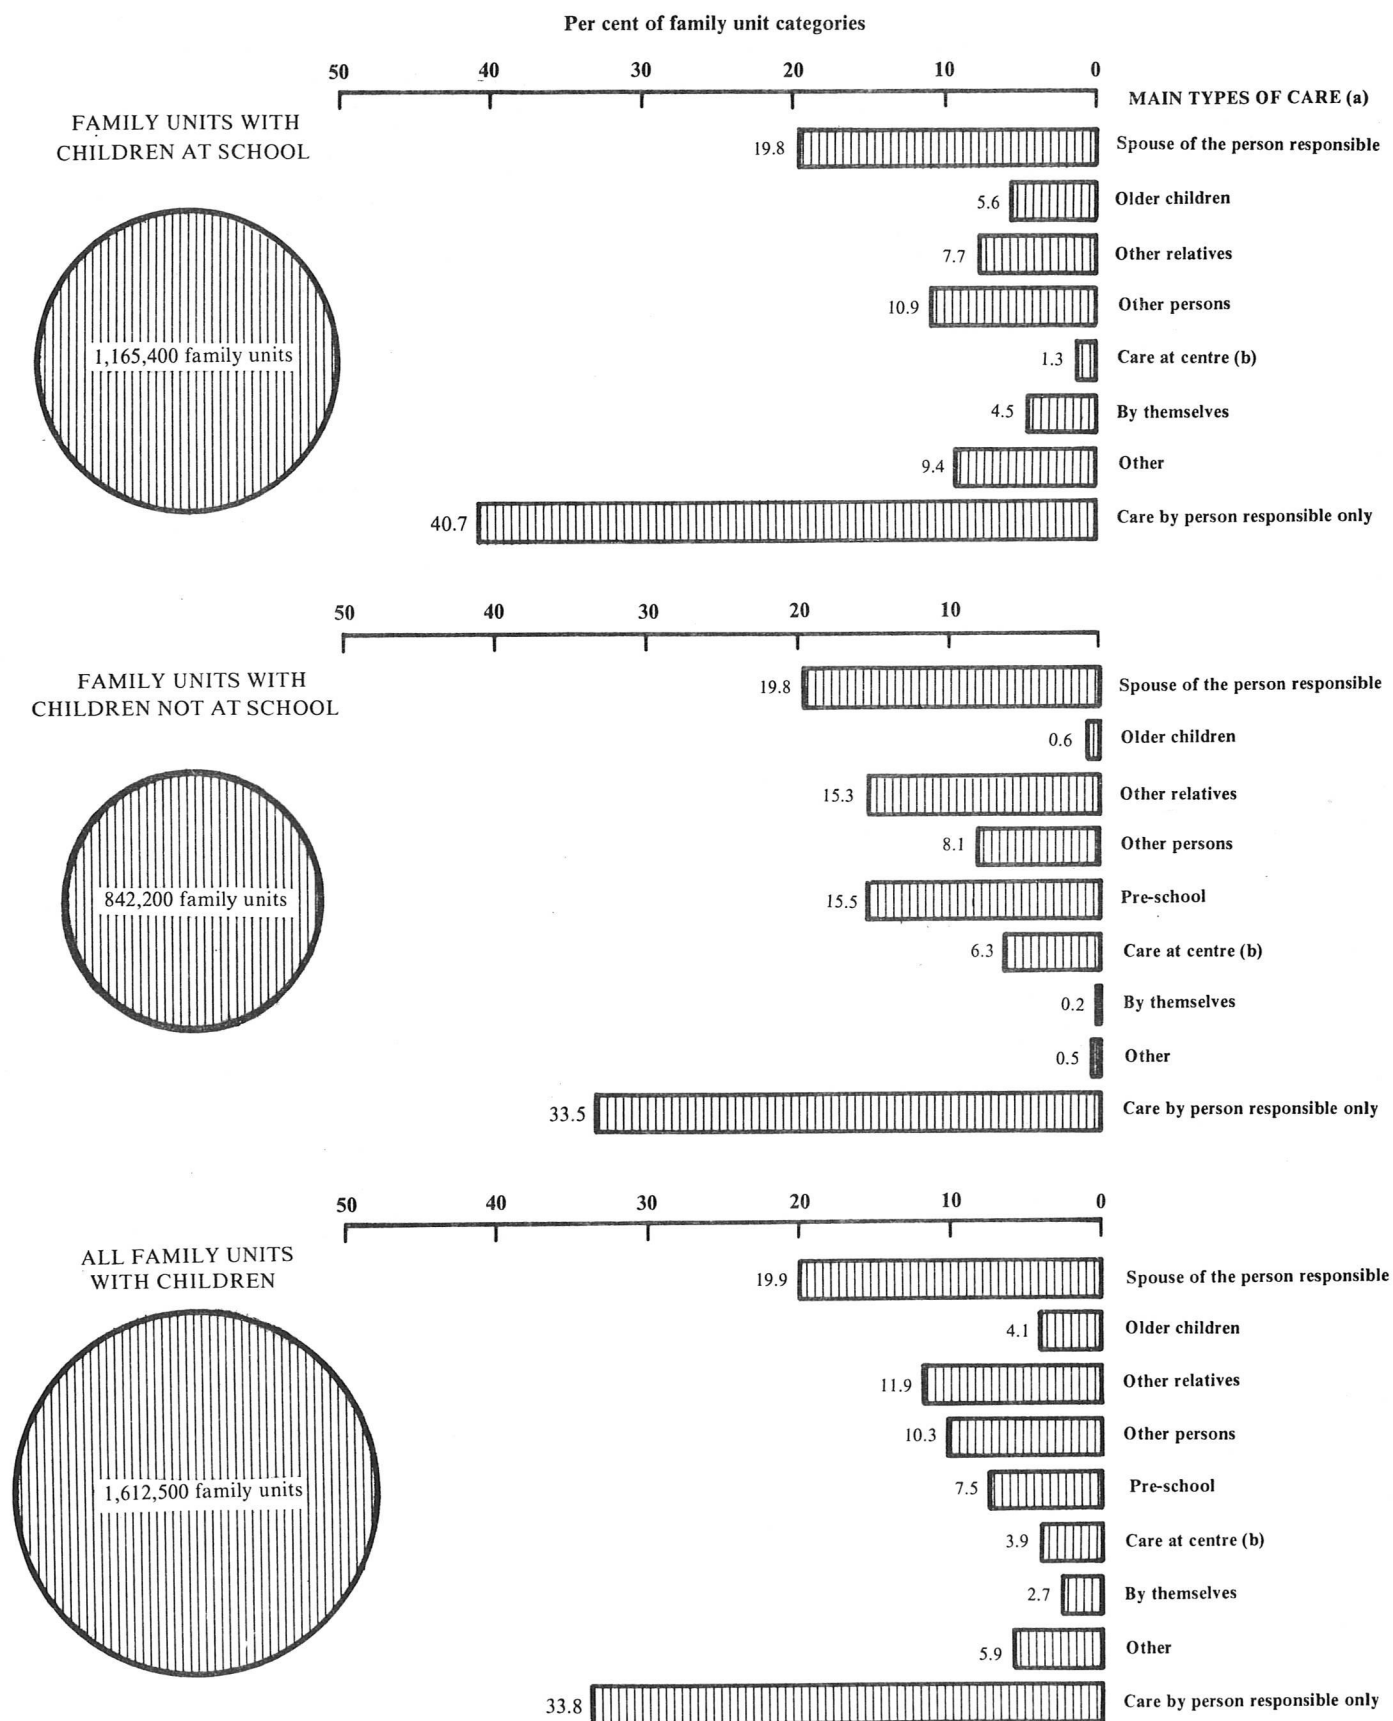 Per cent of family unit categories
50 40 30 20 10 0
MAIN TYPES OF CARE (a)
FAMILY UNITS WITH
CHILDREN AT SCHOOL
1,165,400 family units
19.8 Spouse of the person responsible
5.6 Older children
7.7 Other relatives
10.9 Other persons
1.3 Care at centre (b)
4.5 By themselves
9.4 Other
40.7 Care by person responsible only
50 40 30 20 10
FAMILY UNITS WITH
CHILDREN NOT AT SCHOOL
842,200 family units
19.8 Spouse of the person responsible
0.6 Older children
15.3 Other relatives
8.1 Other persons
15.5 Pre-school
6.3 Care at centre (b)
0.2 By themselves
0.5 Other
33.5 Care by person responsible only
50 40 30 20 10 0
ALL FAMILY UNITS
WITH CHILDREN
1,612,500 family units
19.9 Spouse of the person responsible
4.1 Older children
11.9 Other relatives
10.3 Other persons
7.5 Pre-school
3.9 Care at centre (b)
2.7 By themselves
5.9 Other
33.8 Care by person responsible only